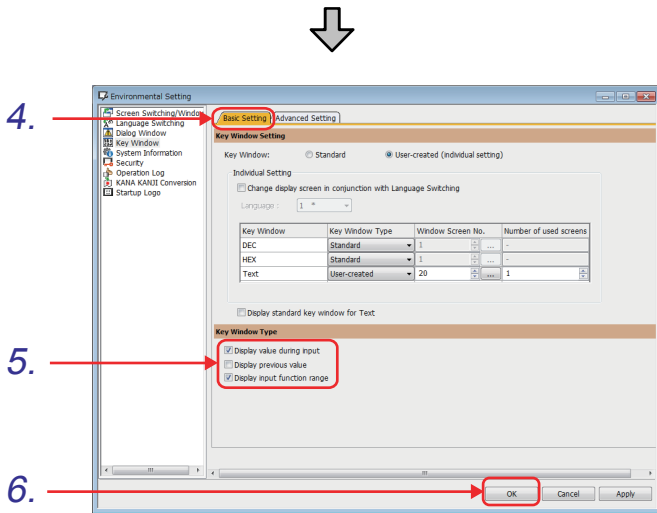 Environmental Setting
4.
Screen Switching/Window
Language Switching
Dialog Window
Key Window
System Information
Security
Operation Log
KANA KANJI Conversion
Startup Logo
Basic Setting Advanced Setting
Key Window Setting
Key Window: Standard User-created (individual setting)
Individual Setting
Change display screen in conjunction with Language Switching
Language : 1 *
Key Window Key Window Type Window Screen No. Number of used screens
DEC Standard 1 ... -
HEX Standard 1 ... -
Text User-created 20 ... 1
Display standard key window for Text
Key Window Type
5.
Display value during input
Display previous value
Display input function range
6.
OK Cancel Apply